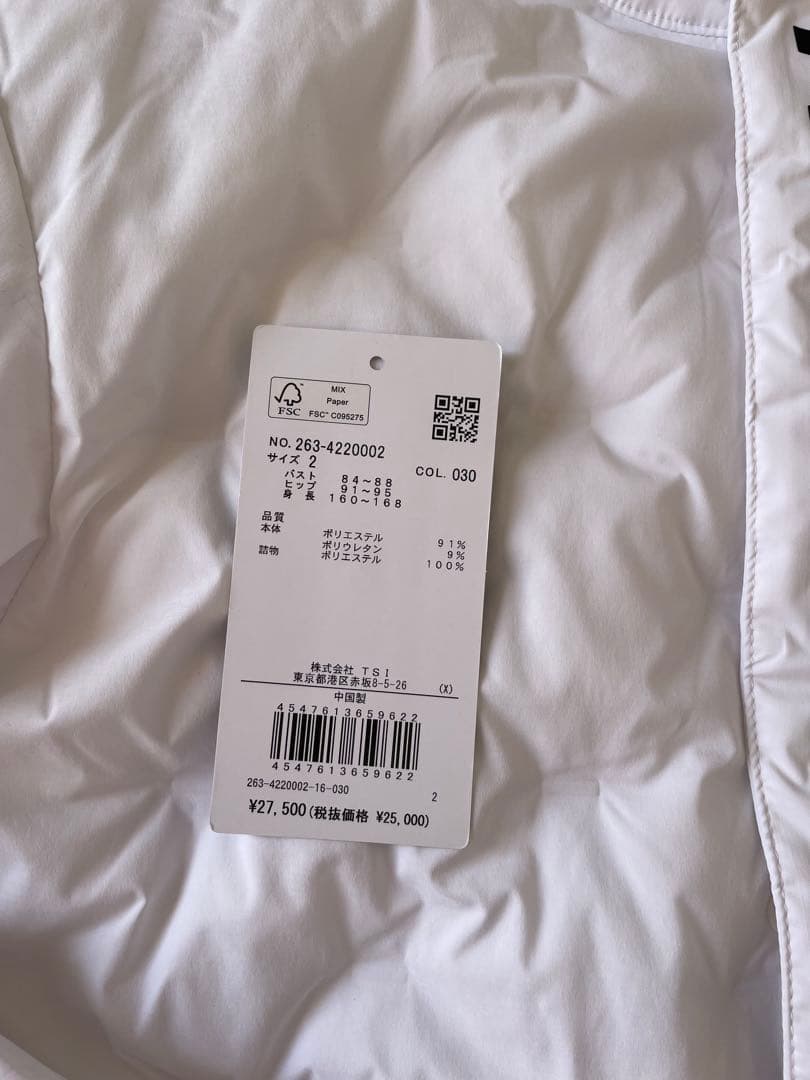 MIX
Paper
FSC™ C095275
FSC
NO. 263-4220002
サイズ 2
COL. 030
バスト 84～88
ヒップ 91～95
身長 160～168
品質
本体 ポリエステル 91%
ポリウレタン 9%
詰物 ポリエステル 100%
株式会社 TSI
東京都港区赤坂8-5-26 (X)
中国製
4547613659622
4547613659622
263-4220002-16-030 2
¥27,500(税抜価格 ¥25,000)